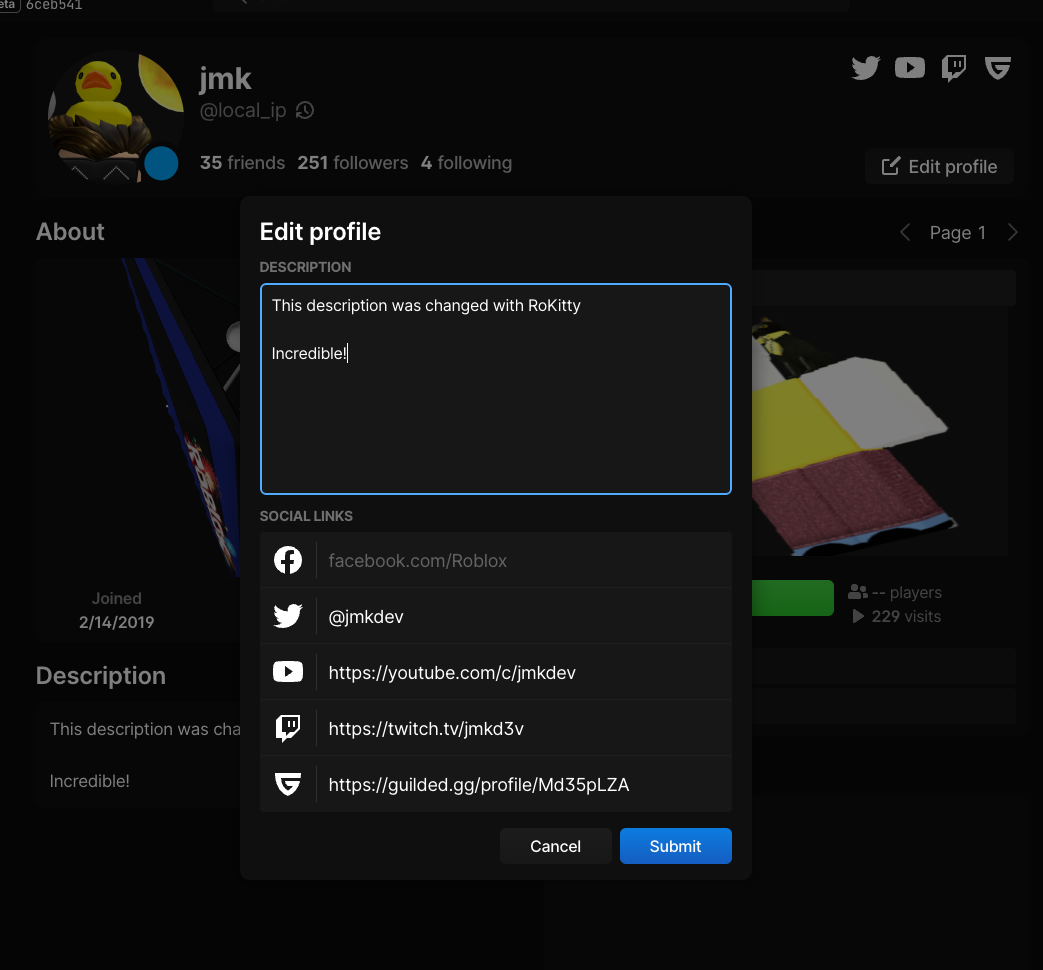 6ceb541
jmk
@local_ip
35 friends 251 followers 4 following
Edit profile
About
Page 1
Edit profile
DESCRIPTION
This description was changed with RoKitty
Incredible!
SOCIAL LINKS
facebook.com/Roblox
@jmkdev
https://youtube.com/c/jmkdev
https://twitch.tv/jmkd3v
https://guilded.gg/profile/Md35pLZA
Cancel
Submit
Joined
2/14/2019
-- players
229 visits
Description
This description was cha
Incredible!